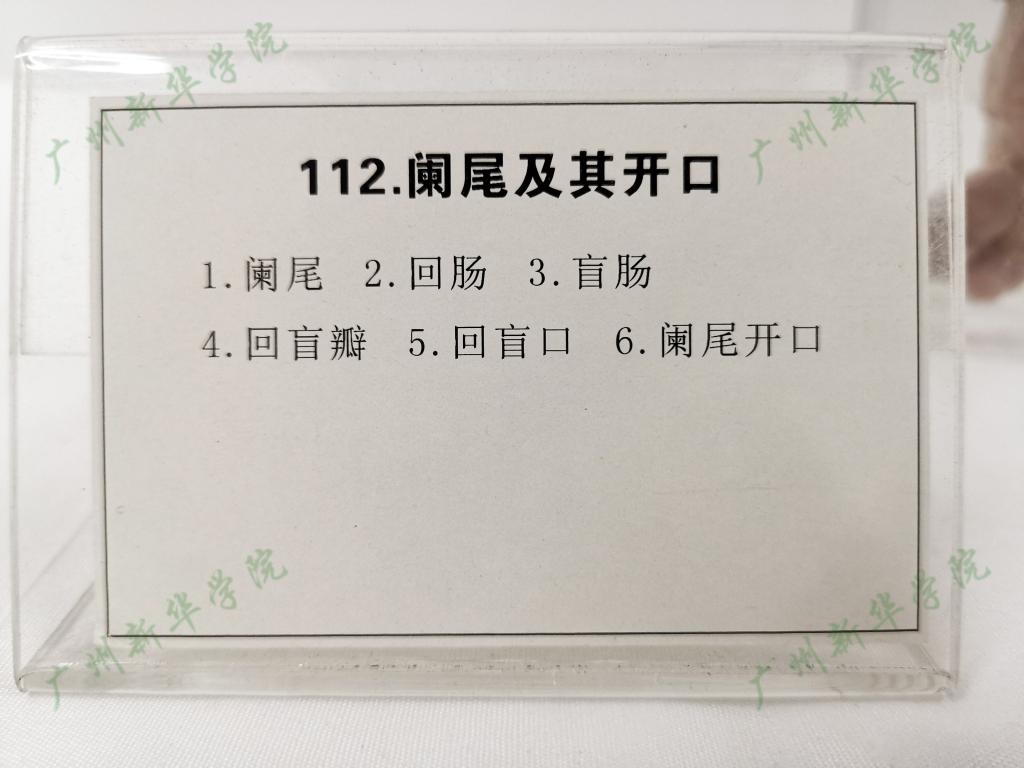 112.阑尾及其开口
1.阑尾 2.回肠 3.盲肠
4.回盲瓣 5.回盲口 6.阑尾开口
广州新华学院
广州新华学院
广州新华学院
广州新华学院